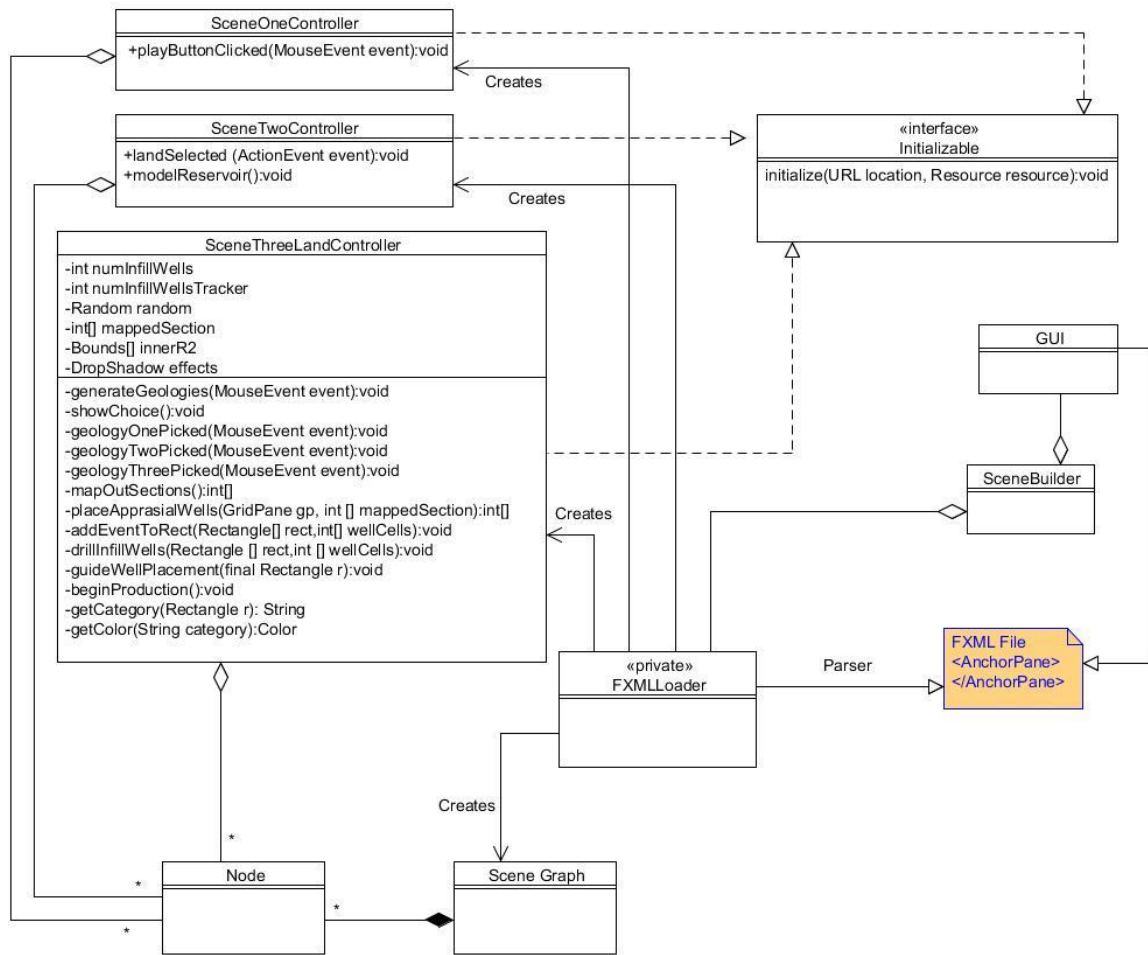 SceneOneController
+playButtonClicked(MouseEvent event):void
Creates
SceneTwoController
+landSelected (ActionEvent event):void
+modelReservoir():void
Creates
«interface»
Initializable
initialize(URL location, Resource resource):void
SceneThreeLandController
-int numInfillWells
-int numInfillWellsTracker
-Random random
-int[] mappedSection
-Bounds[] innerR2
-DropShadow effects
-generateGeologies(MouseEvent event):void
-showChoice():void
-geologyOnePicked(MouseEvent event):void
-geologyTwoPicked(MouseEvent event):void
-geologyThreePicked(MouseEvent event):void
-mapOutSections():int[]
-placeApprasialWells(GridPane gp, int [] mappedSection):int[]
-addEventToRect(Rectangle[] rect,int[] wellCells):void
-drillInfillWells(Rectangle [] rect,int [] wellCells):void
-guideWellPlacement(final Rectangle r):void
-beginProduction():void
-getCategory(Rectangle r): String
-getColor(String category):Color
Creates
GUI
SceneBuilder
«private»
FXMLLoader
Parser
FXML File
<AnchorPane>
</AnchorPane>
Creates
*
Node
*
*
*
Scene Graph